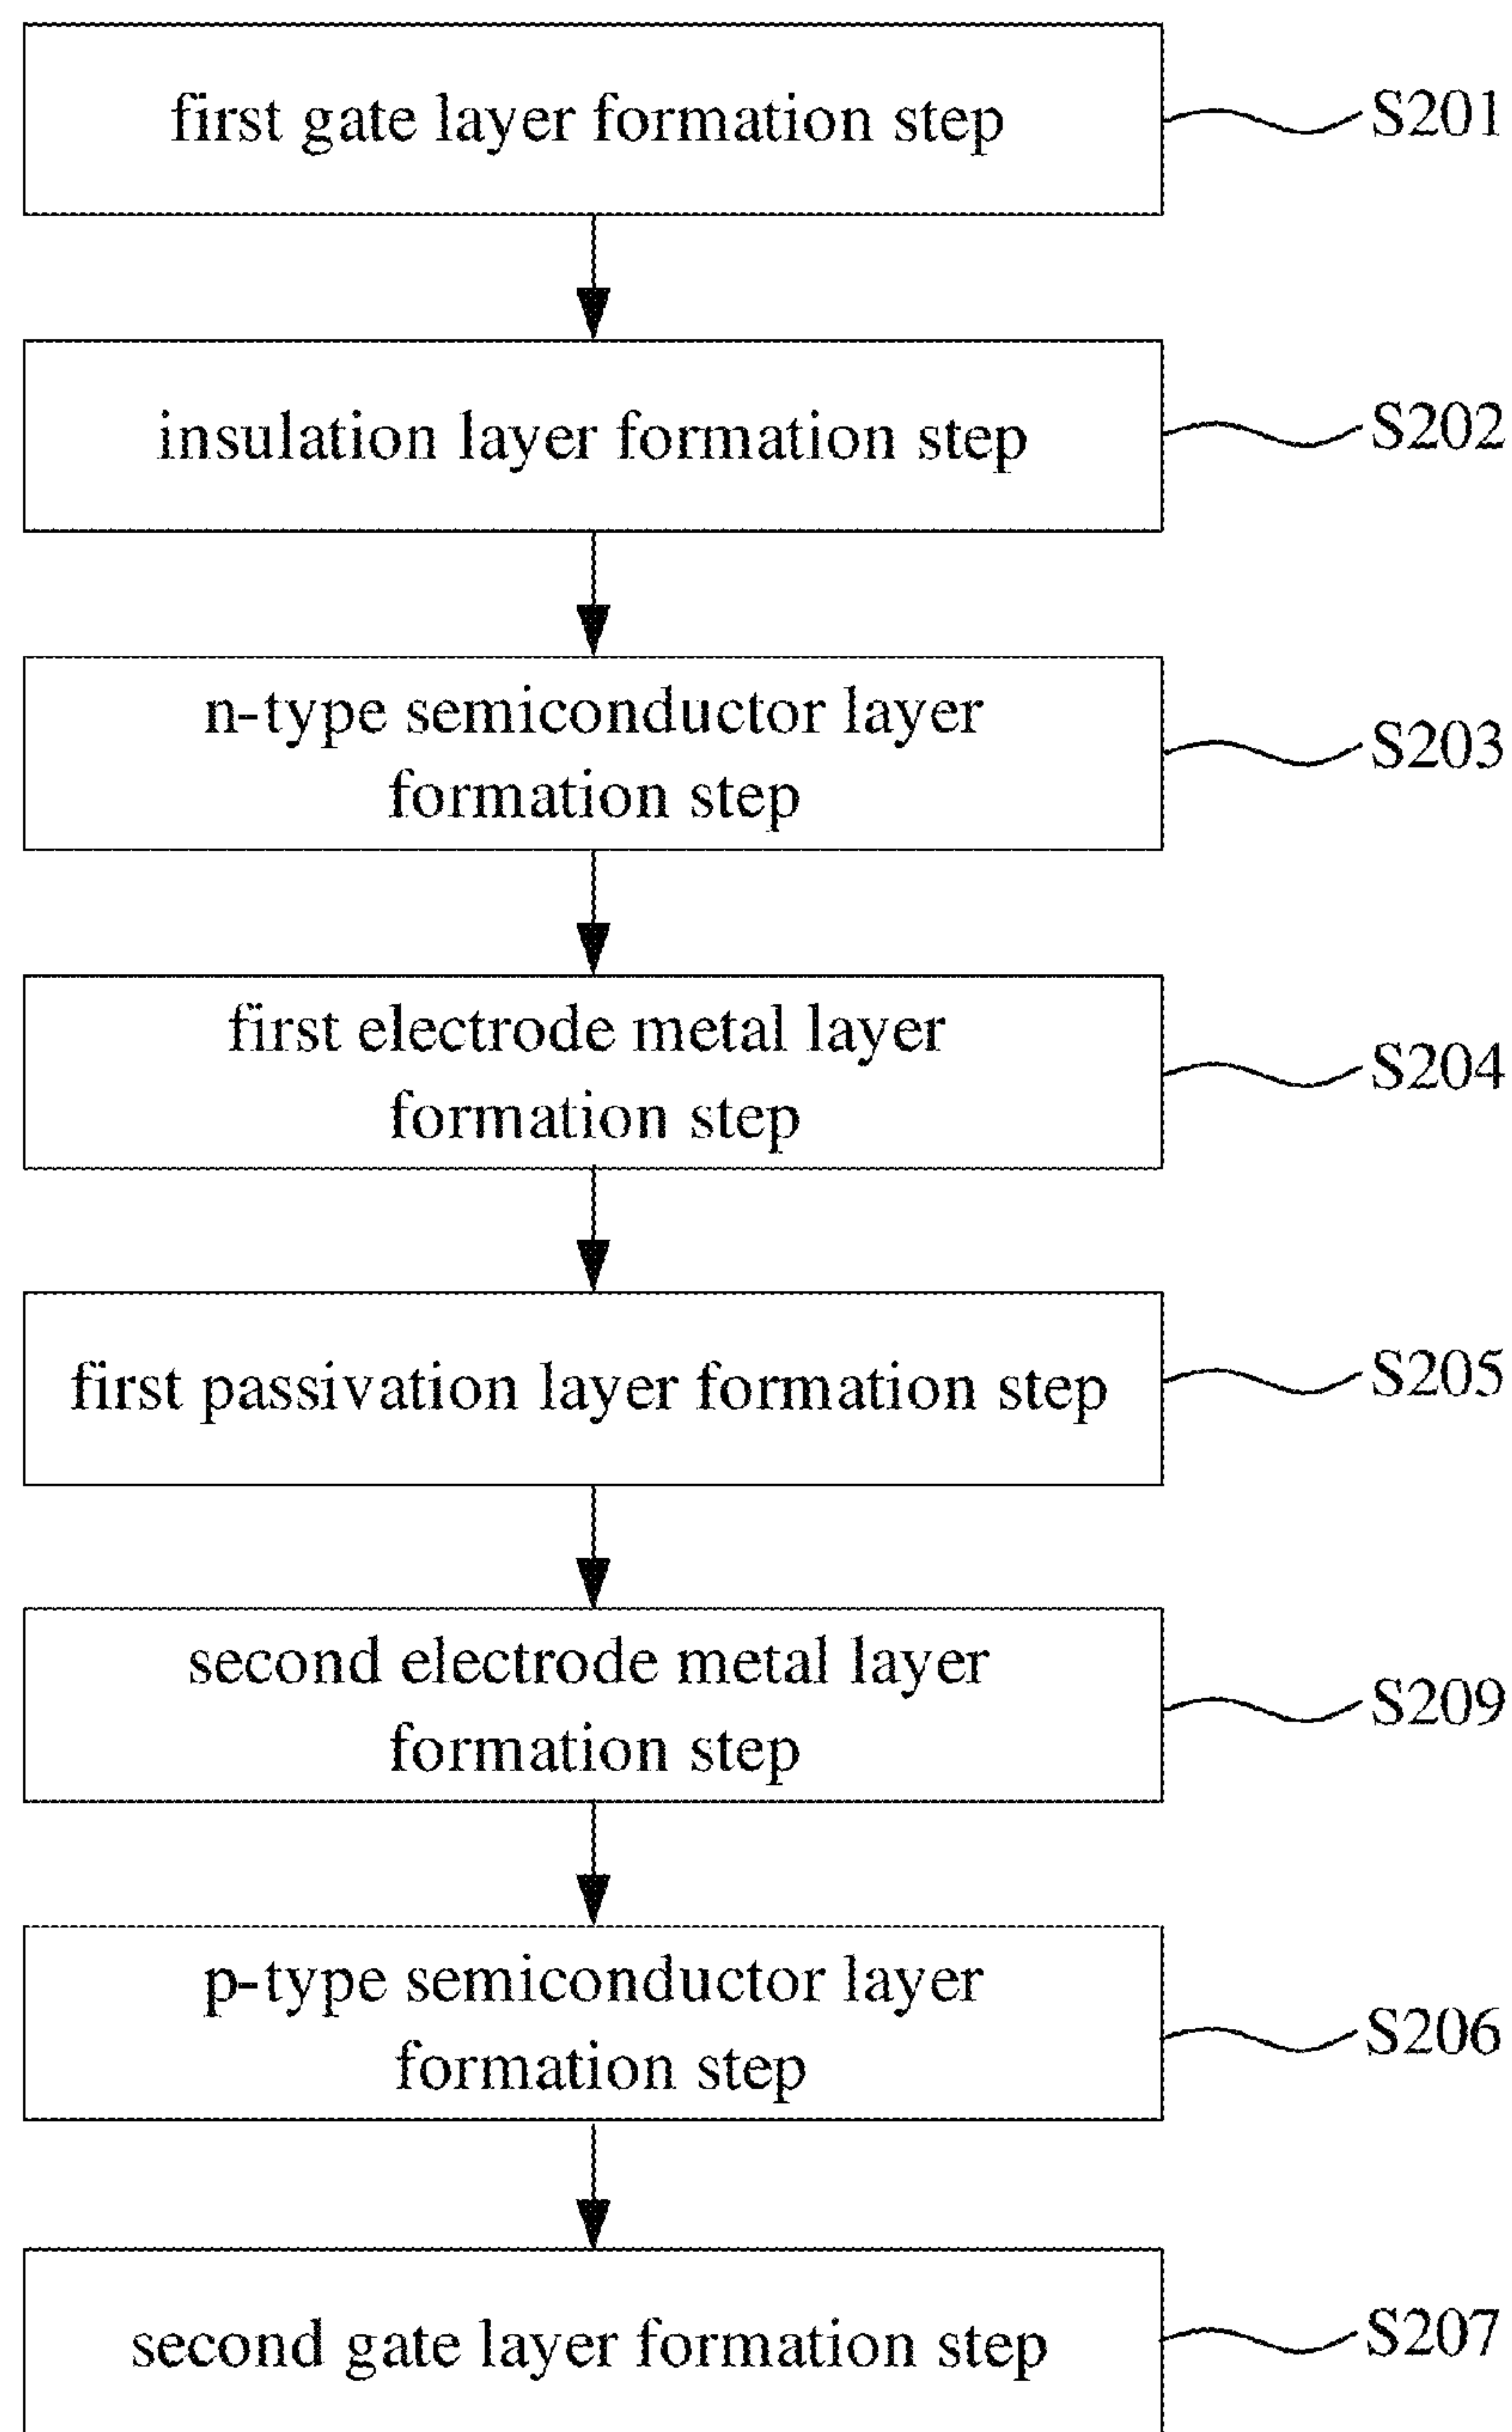 first gate layer formation step
S201
insulation layer formation step
S202
n-type semiconductor layer
formation step
S203
first electrode metal layer
formation step
S204
first passivation layer formation step
S205
second electrode metal layer
formation step
S209
p-type semiconductor layer
formation step
S206
second gate layer formation step
S207